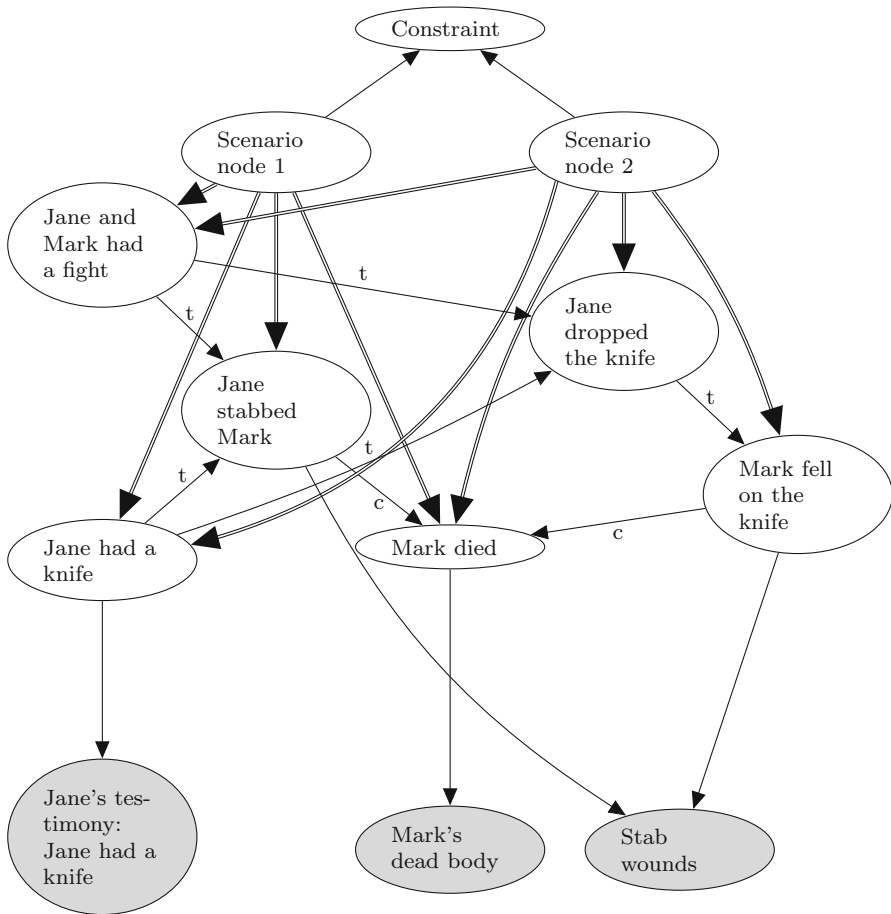 Constraint
Scenario
node 1
Scenario
node 2
Jane and
Mark had
a fight
t
Jane
dropped
the knife
t
Jane
stabbed
Mark
t
t
t
c
Mark fell
on the
knife
c
Jane had a
knife
Mark died
Jane's tes-
timony:
Jane had a
knife
Mark's
dead body
Stab
wounds